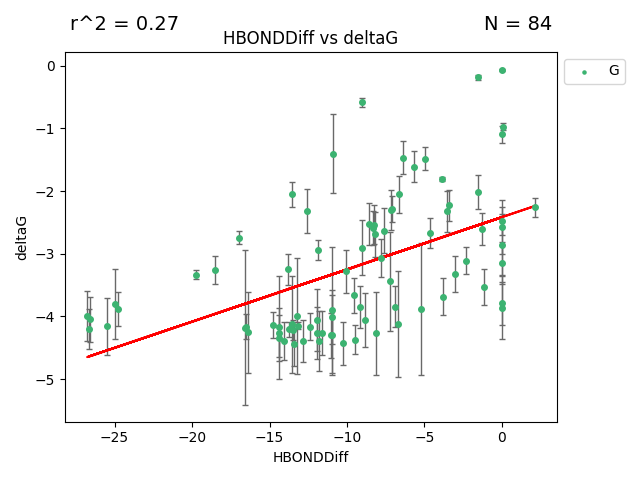 r^2 = 0.27
N = 84
HBONDDiff vs deltaG
G
deltaG
0
−1
−2
−3
−4
−5
−25
−20
−15
−10
−5
0
HBONDDiff